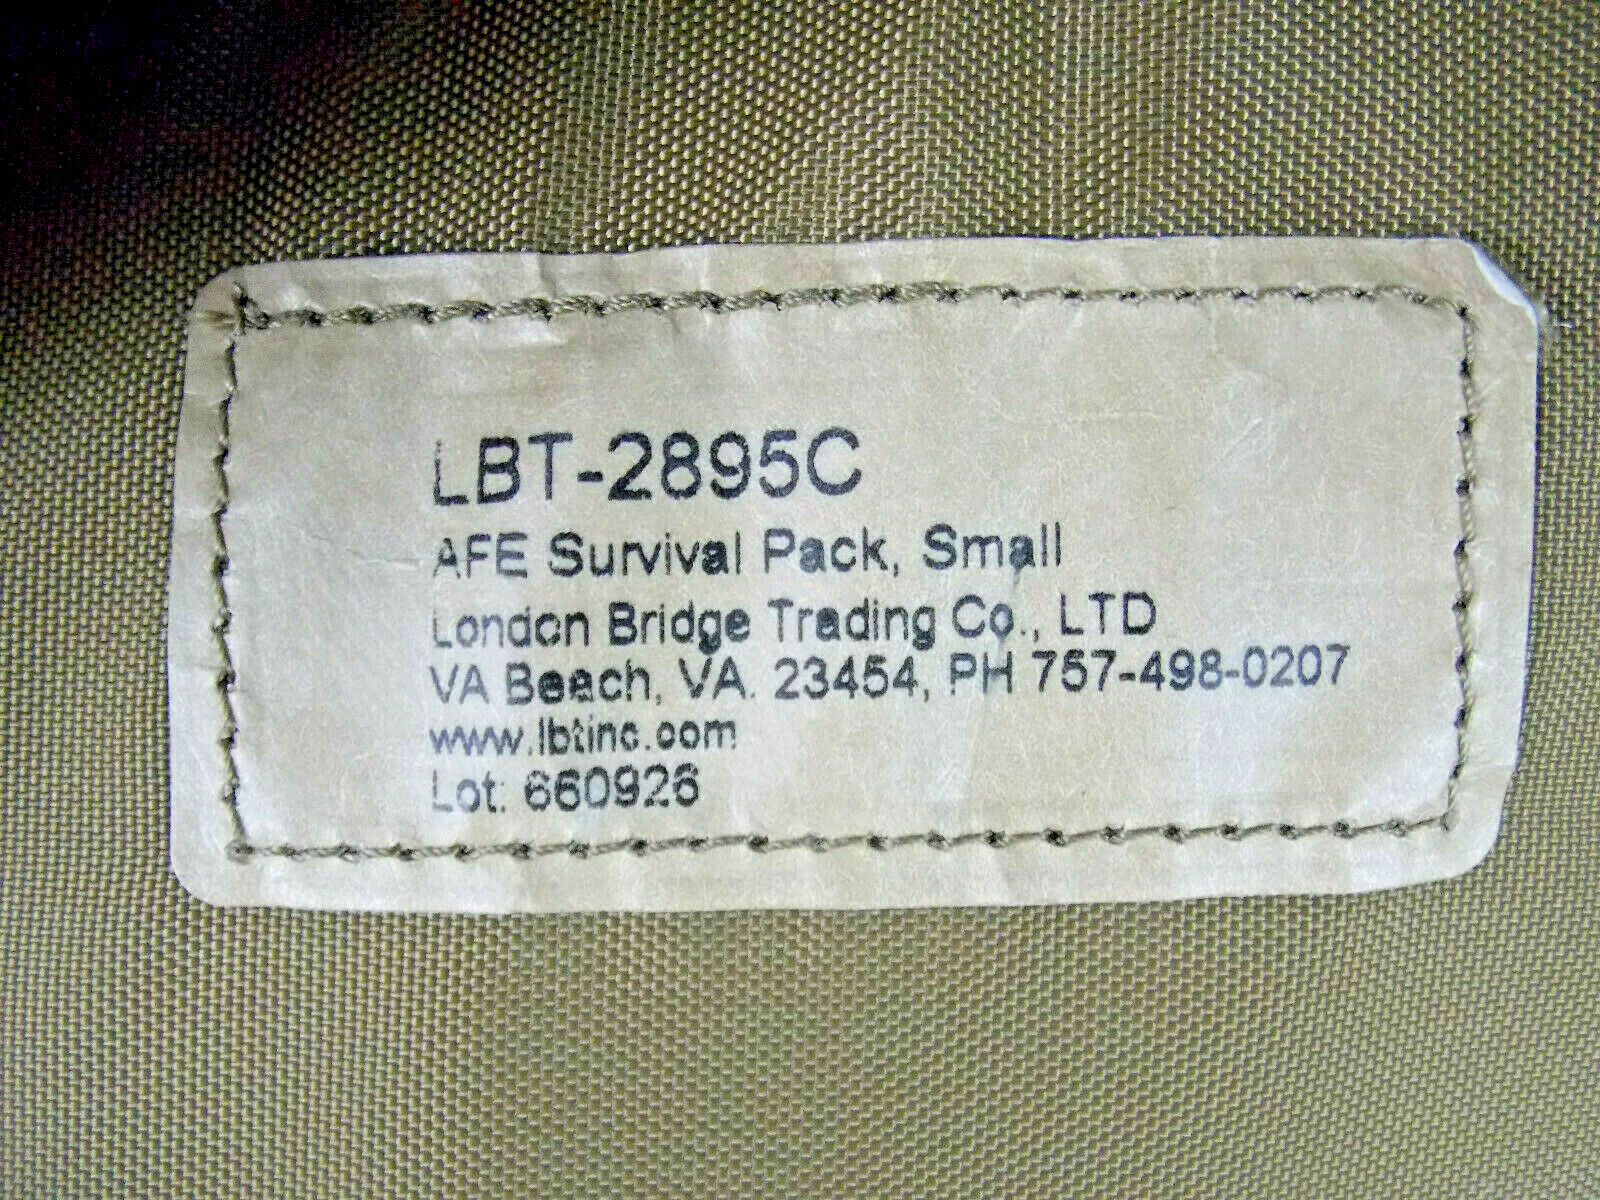 LBT-2895C
AFE Survival Pack, Small
London Bridge Trading Co., LTD
VA Beach, VA. 23454, PH 757-498-0207
www.lbtinc.com
Lot: 660926